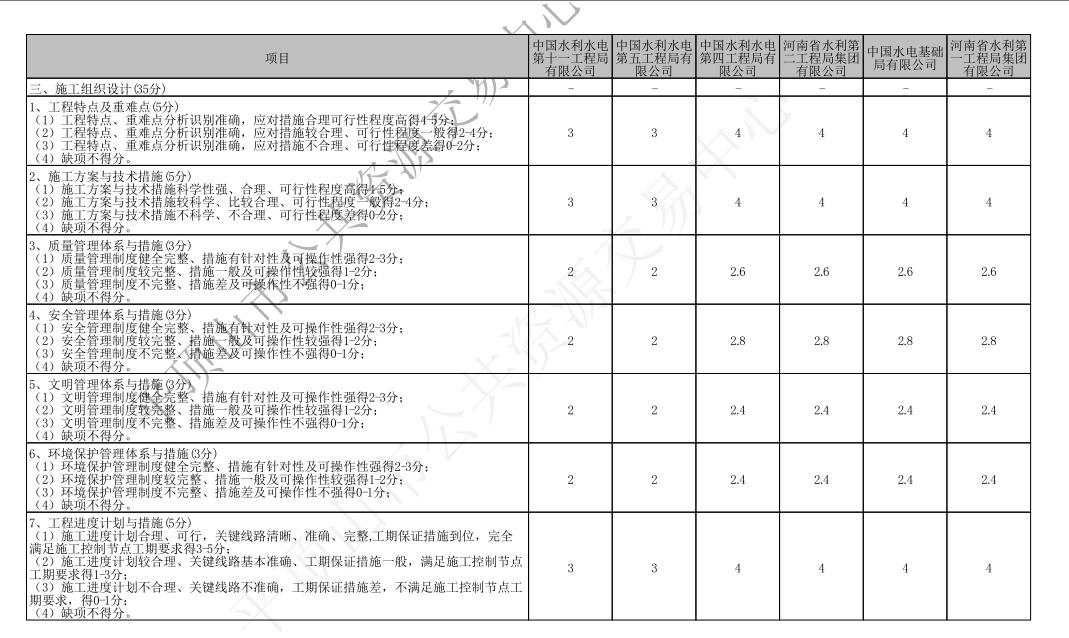 项目
中国水利水电
第十一工程局
有限公司
中国水利水电
第五工程局有
限公司
中国水利水电
第四工程局有
限公司
河南省水利第
二工程局集团
有限公司
中国水电基础
局有限公司
河南省水利第
一工程局集团
有限公司
三、施工组织设计(35分)
- - - - - -
1、工程特点及重难点(5分)
(1) 工程特点、重难点分析识别准确，应对措施合理可行性程度高得4-5分；
(2) 工程特点、重难点分析识别准确，应对措施较合理、可行性程度一般得2-4分；
(3) 工程特点、重难点分析识别准确，应对措施不合理、可行性程度差得0-2分；
(4) 缺项不得分。
3 3 4 4 4 4
2、施工方案与技术措施(5分)
(1) 施工方案与技术措施科学性强、合理、可行性程度高得4-5分；
(2) 施工方案与技术措施较科学、比较合理、可行性程度一般得2-4分；
(3) 施工方案与技术措施不科学、不合理、可行性程度差得0-2分；
(4) 缺项不得分。
3 3 4 4 4 4
3、质量管理体系与措施(3分)
(1) 质量管理制度健全完整、措施有针对性及可操作性强得2-3分；
(2) 质量管理制度较完整、措施一般及可操作性较强得1-2分；
(3) 质量管理制度不完整、措施差及可操作性不强得0-1分；
(4) 缺项不得分。
2 2 2.6 2.6 2.6 2.6
4、安全管理体系与措施(3分)
(1) 安全管理制度健全完整、措施有针对性及可操作性强得2-3分；
(2) 安全管理制度较完整、措施一般及可操作性较强得1-2分；
(3) 安全管理制度不完整、措施差及可操作性不强得0-1分；
(4) 缺项不得分。
2 2 2.8 2.8 2.8 2.8
5、文明管理体系与措施(3分)
(1) 文明管理制度健全完整、措施有针对性及可操作性强得2-3分；
(2) 文明管理制度较完整、措施一般及可操作性较强得1-2分；
(3) 文明管理制度不完整、措施差及可操作性不强得0-1分；
(4) 缺项不得分。
2 2 2.4 2.4 2.4 2.4
6、环境保护管理体系与措施(3分)
(1) 环境保护管理制度健全完整、措施有针对性及可操作性强得2-3分；
(2) 环境保护管理制度较完整、措施一般及可操作性较强得1-2分；
(3) 环境保护管理制度不完整、措施差及可操作性不强得0-1分；
(4) 缺项不得分。
2 2 2.4 2.4 2.4 2.4
7、工程进度计划与措施(5分)
(1) 施工进度计划合理、可行，关键线路清晰、准确、完整,工期保证措施到位，完全
满足施工控制节点工期要求得3-5分；
(2) 施工进度计划较合理、关键线路基本准确、工期保证措施一般，满足施工控制节点
工期要求得1-3分；
(3) 施工进度计划不合理、关键线路不准确，工期保证措施差，不满足施工控制节点工
期要求，得0-1分；
(4) 缺项不得分。
3 3 4 4 4 4
平顶山市公共资源交易中心
平顶山市公共资源交易中心